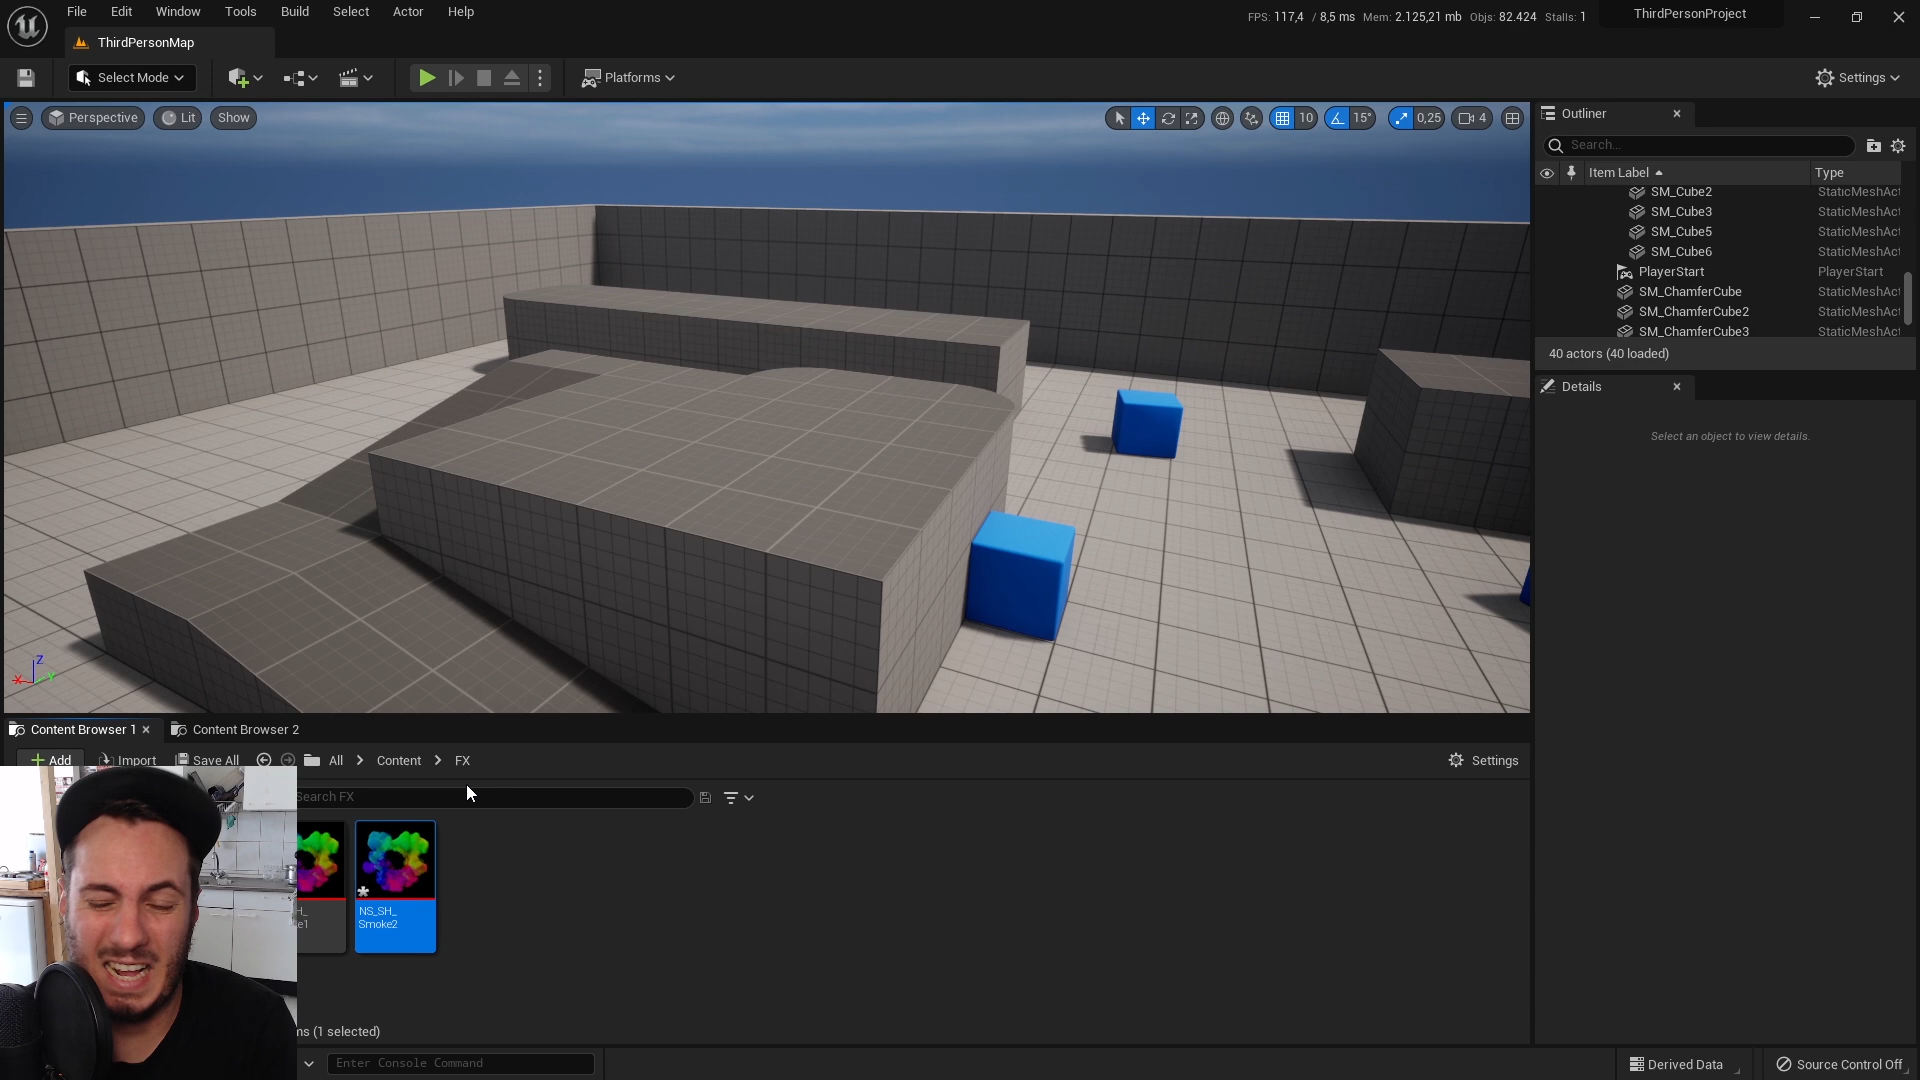 File Edit Window Tools Build Select Actor Help
FPS: 117,4 / 8,5 ms Mem: 2.125,21 mb Objs: 82.424 Stalls: 1
ThirdPersonProject
ThirdPersonMap
Select Mode
Platforms
Settings
Perspective Lit Show
10 15° 0,25 4
Outliner
Search...
Item Label Type
SM_Cube2 StaticMeshAct
SM_Cube3 StaticMeshAct
SM_Cube5 StaticMeshAct
SM_Cube6 StaticMeshAct
PlayerStart PlayerStart
SM_ChamferCube StaticMeshAct
SM_ChamferCube2 StaticMeshAct
SM_ChamferCube3 StaticMeshAct
40 actors (40 loaded)
Details
Select an object to view details.
Z
X Y
Content Browser 1 Content Browser 2
Add Import Save All All Content FX Settings
Search FX
NS_SH_
Smoke2
(1 selected)
Enter Console Command
Derived Data Source Control Off